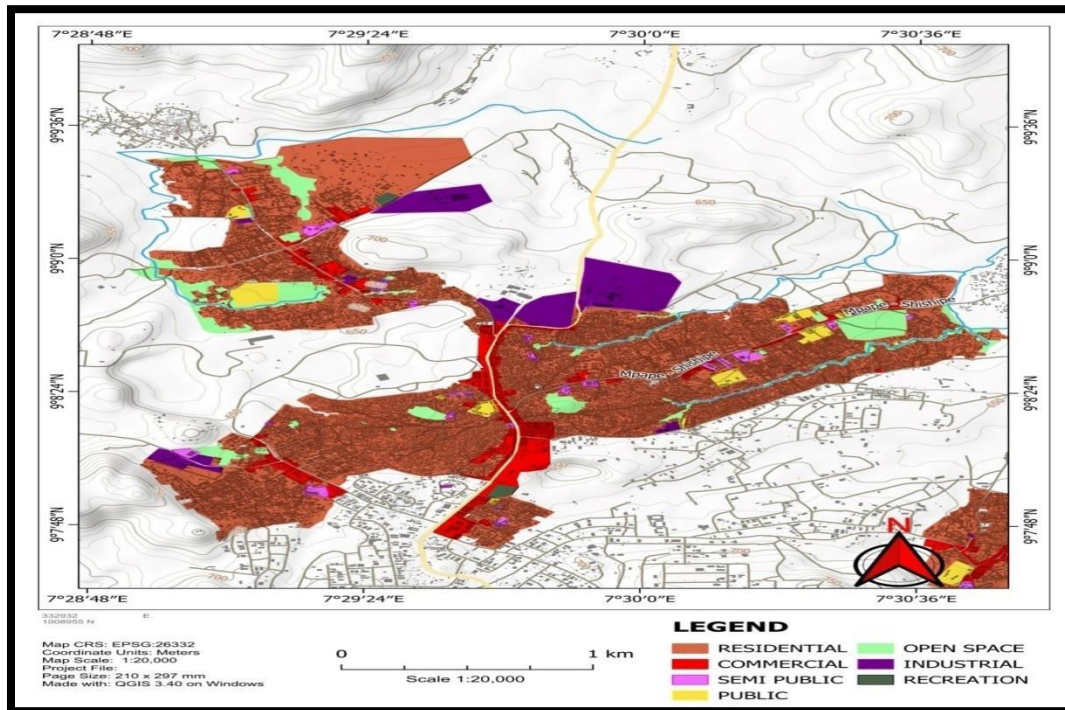 7°28'48"E 7°29'24"E 7°30'0"E 7°30'36"E
700
700
9°9'36"N 9°9'36"N
650
700
9°9'0"N 9°9'0"N
650
Mpape - Shishipe
Mpape - Shishipe
9°8'24"N 9°8'24"N
9°7'48"N 9°7'48"N
N
700
700
7°28'48"E 7°29'24"E 7°30'0"E 7°30'36"E
332932 E
1008955 N
Map CRS: EPSG:26332
Coordinate Units: Meters
Map Scale: 1:20,000
Project File:
Page Size: 210 x 297 mm
Made with: QGIS 3.40 on Windows
0 1 km
Scale 1:20,000
LEGEND
RESIDENTIAL OPEN SPACE
COMMERCIAL INDUSTRIAL
SEMI PUBLIC RECREATION
PUBLIC